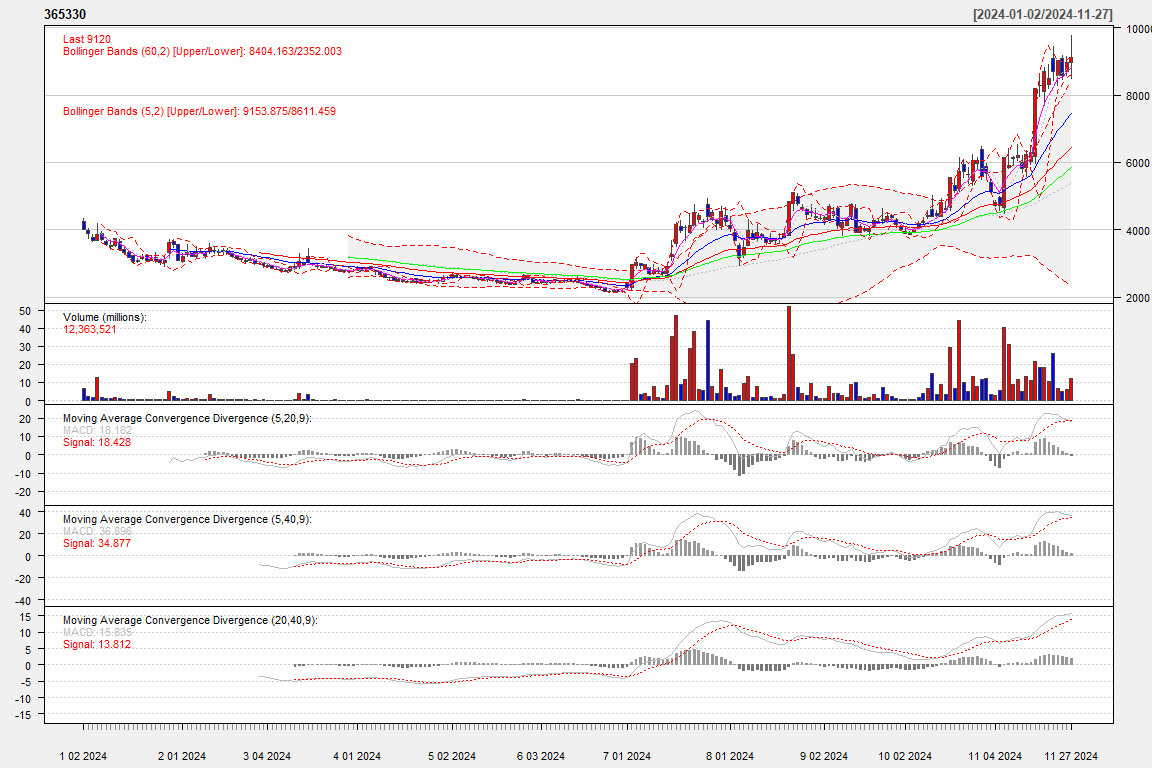 365330 [2024-01-02/2024-11-27]
Last 9120
Bollinger Bands (60,2) [Upper/Lower]: 8404.163/2352.003
Bollinger Bands (5,2) [Upper/Lower]: 9153.875/8611.459
10000
8000
6000
4000
2000
Volume (millions):
12,363,521
50
40
30
20
10
0
Moving Average Convergence Divergence (5,20,9):
MACD: 18.182
Signal: 18.428
20
10
0
-10
-20
Moving Average Convergence Divergence (5,40,9):
MACD: 36.896
Signal: 34.877
40
20
0
-20
-40
Moving Average Convergence Divergence (20,40,9):
MACD: 15.835
Signal: 13.812
15
10
5
0
-5
-10
-15
1 02 2024 2 01 2024 3 04 2024 4 01 2024 5 02 2024 6 03 2024 7 01 2024 8 01 2024 9 02 2024 10 02 2024 11 04 2024 11 27 2024